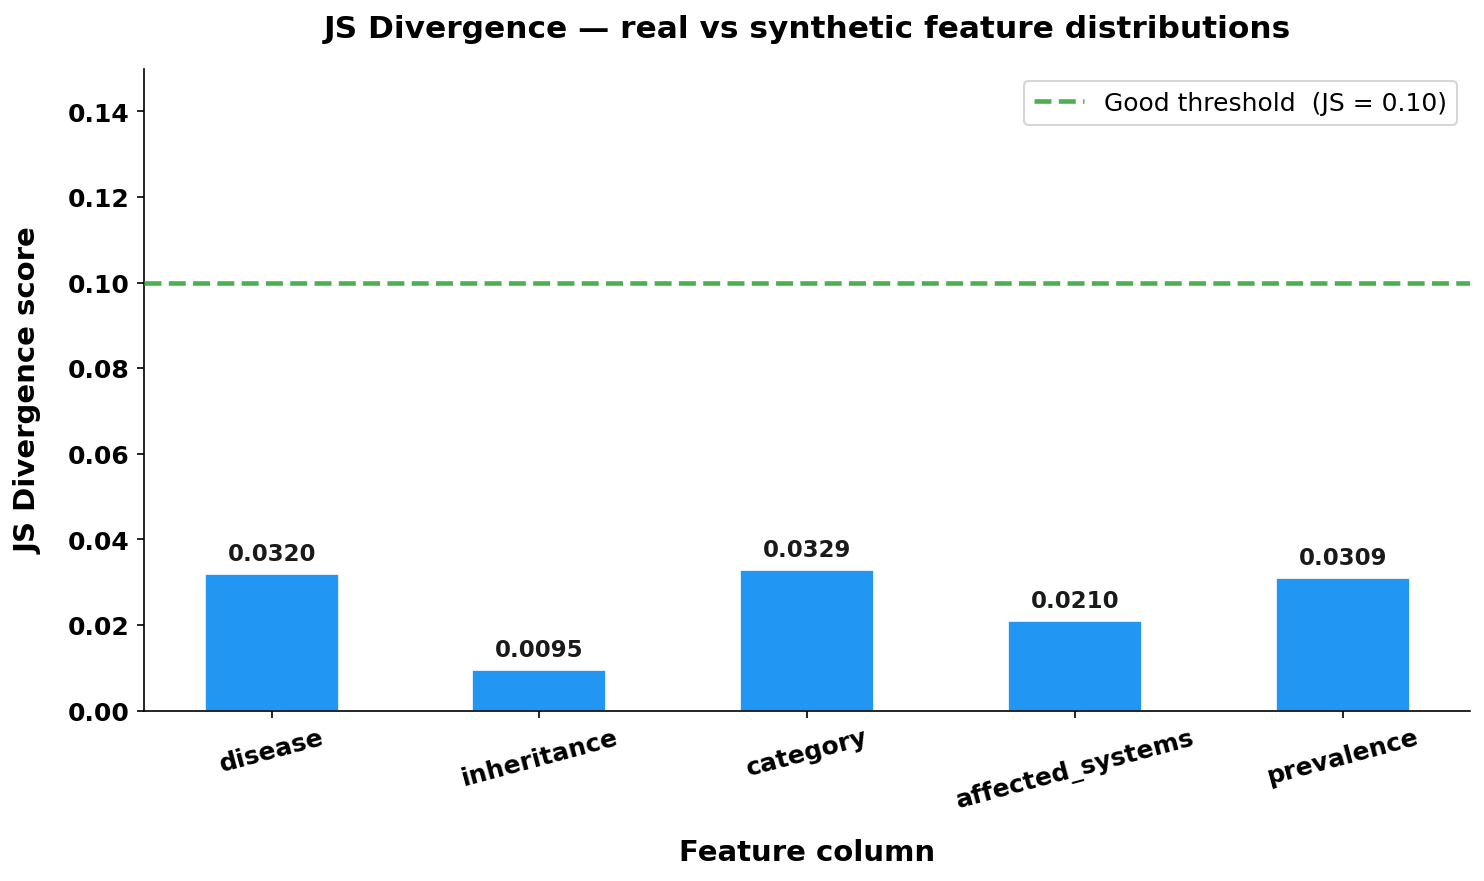 JS Divergence — real vs synthetic feature distributions
Good threshold  (JS = 0.10)
JS Divergence score
0.14
0.12
0.10
0.08
0.06
0.04
0.02
0.00
0.0320
0.0095
0.0329
0.0210
0.0309
disease
inheritance
category
affected_systems
prevalence
Feature column